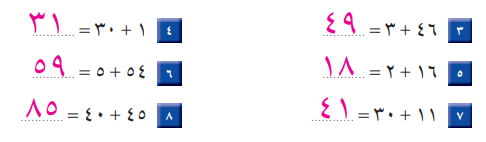 ٣ ٤٦ + ٣ = ٤٩
٤ ١ + ٣٠ = ٣١
٥ ١٦ + ٢ = ١٨
٦ ٥٤ + ٥ = ٥٩
٧ ١١ + ٣٠ = ٤١
٨ ٤٥ + ٤٠ = ٨٥